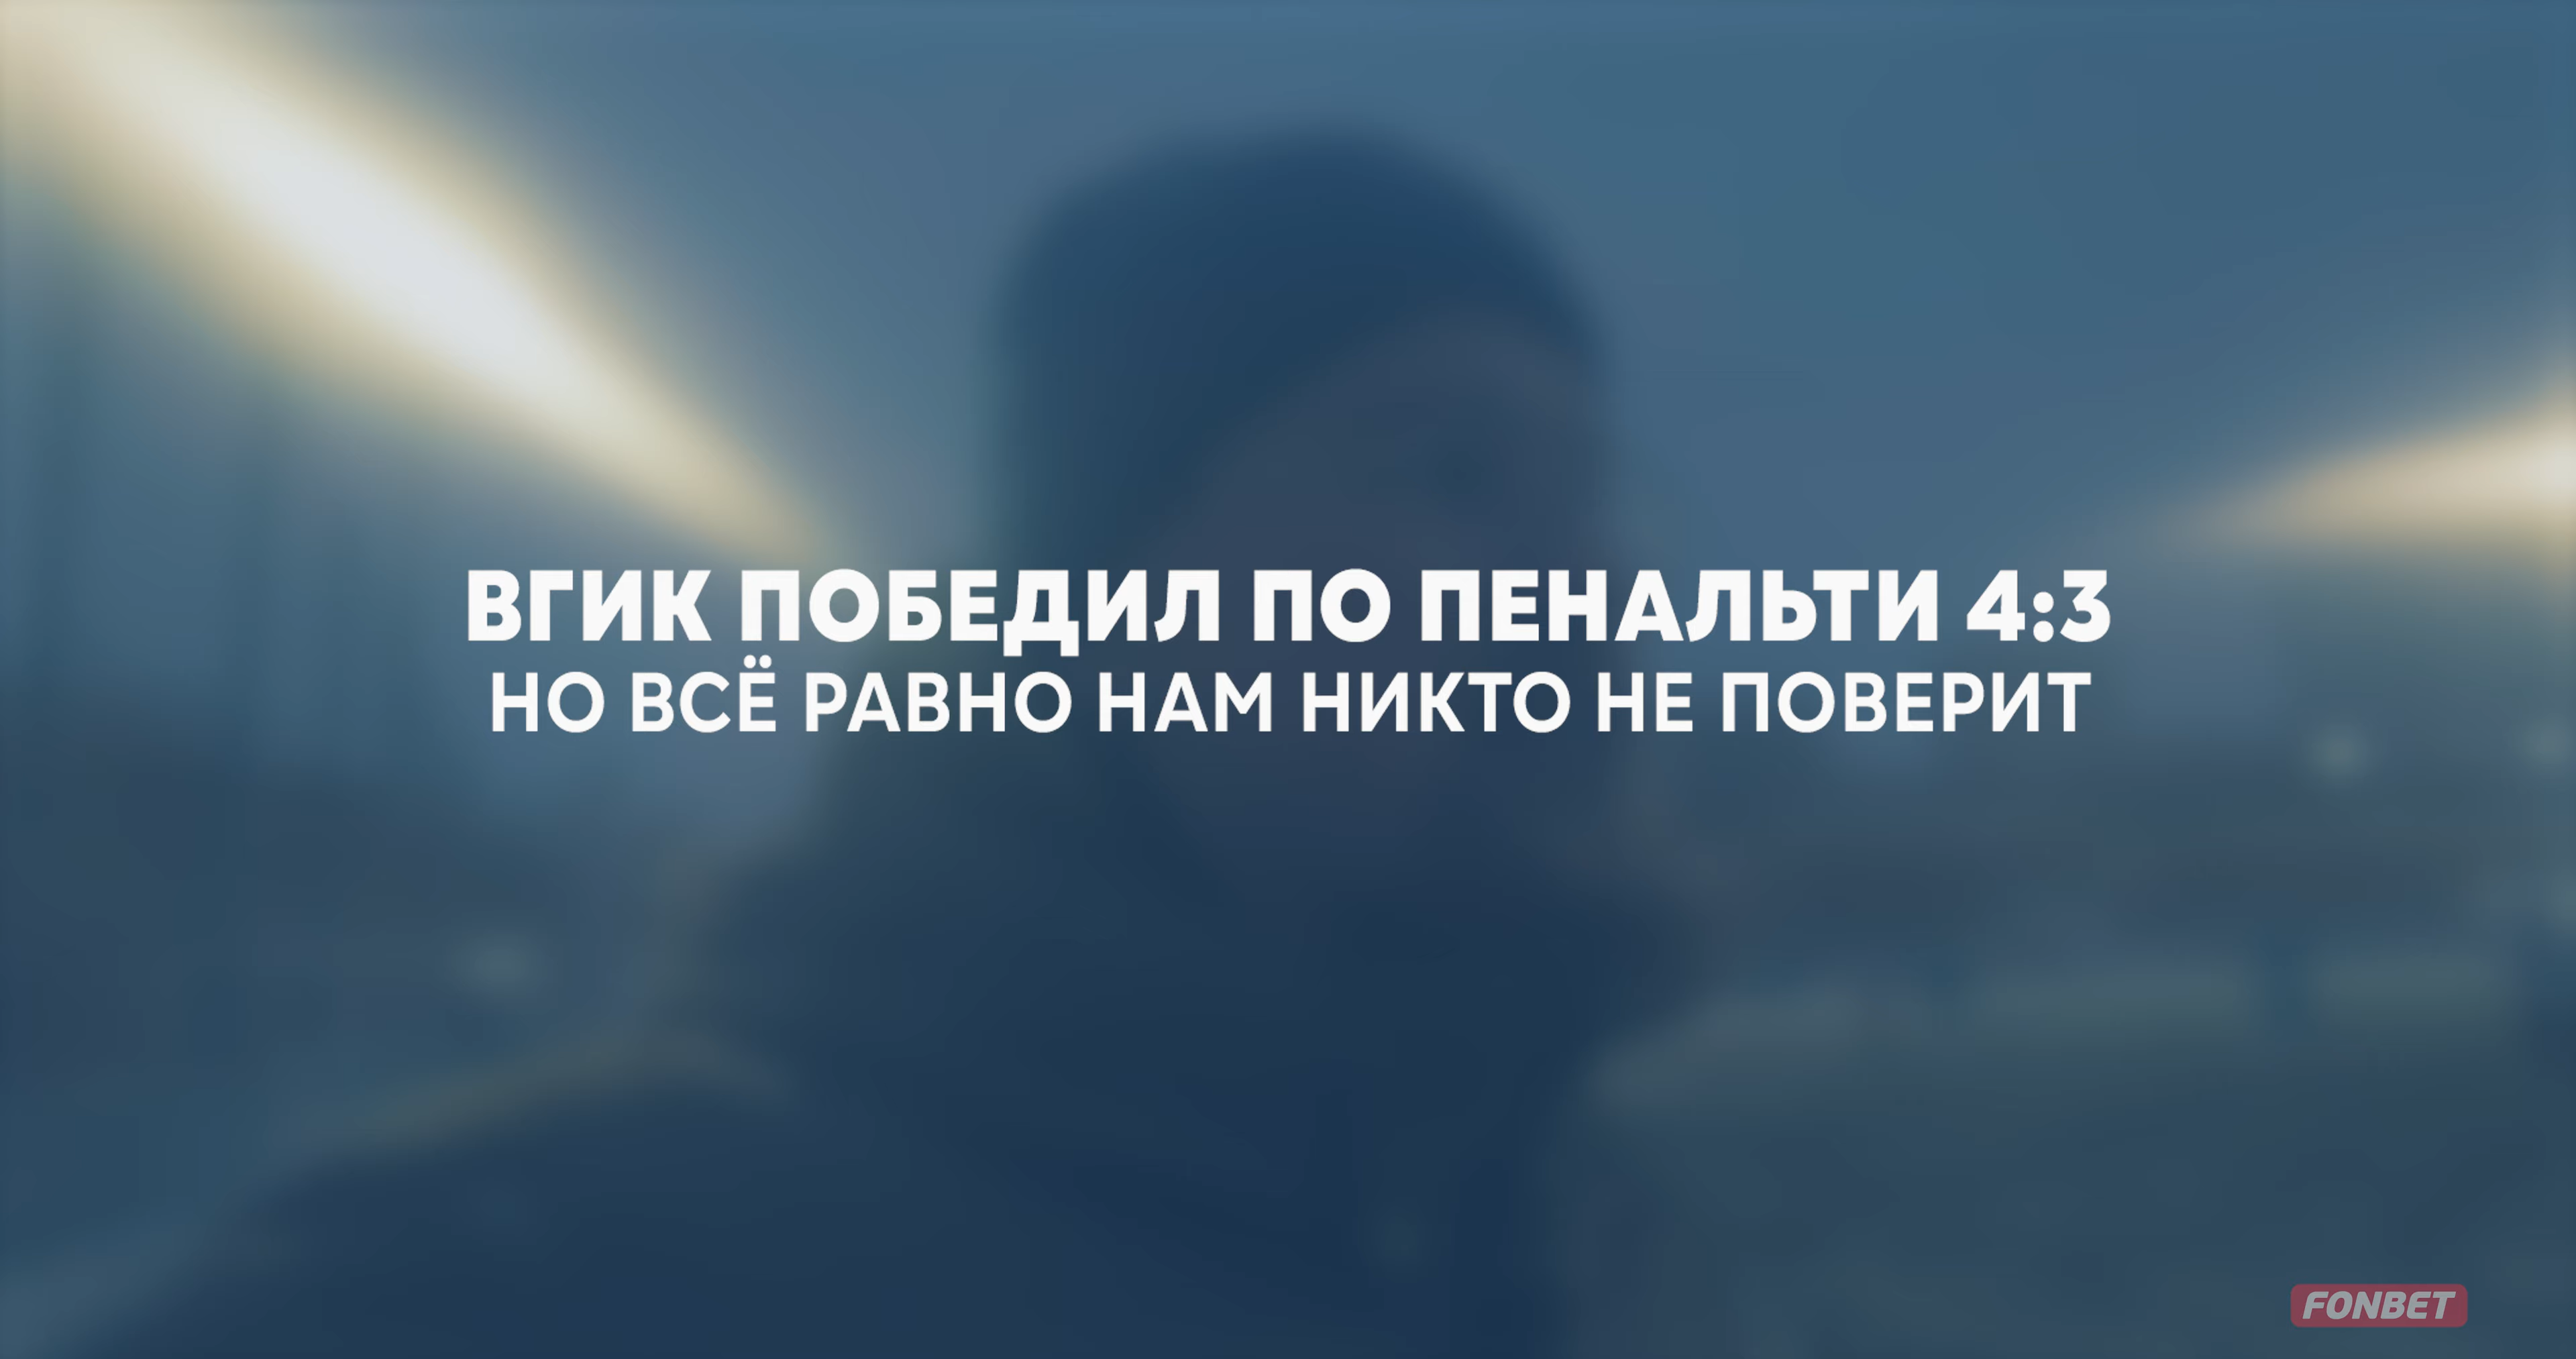 ВГИК ПОБЕДИЛ ПО ПЕНАЛЬТИ 4:3
НО ВСЁ РАВНО НАМ НИКТО НЕ ПОВЕРИТ
FONBET